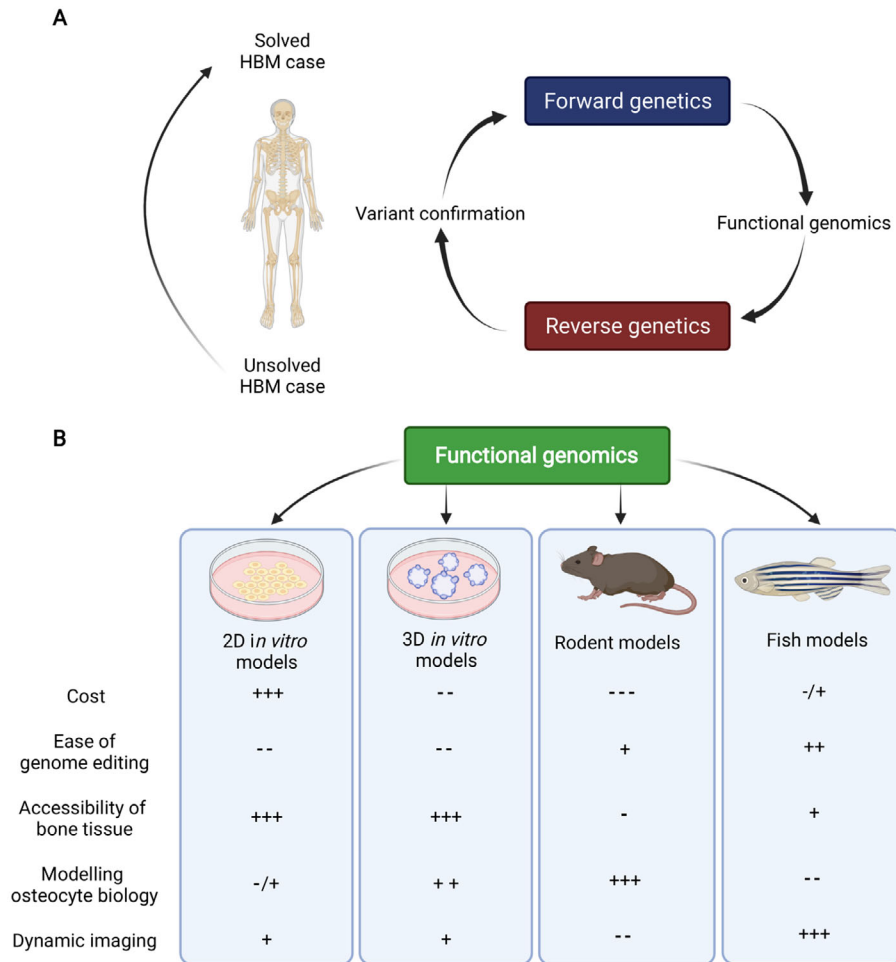 A
Solved
HBM case
Unsolved
HBM case
Forward genetics
Variant confirmation
Functional genomics
Reverse genetics
B
Functional genomics
2D in vitro
models
3D in vitro
models
Rodent models
Fish models
Cost +++ -- --- -/+
Ease of
genome editing -- -- + ++
Accessibility of
bone tissue +++ +++ - +
Modelling
osteocyte biology -/+ + + +++ --
Dynamic imaging + + -- +++